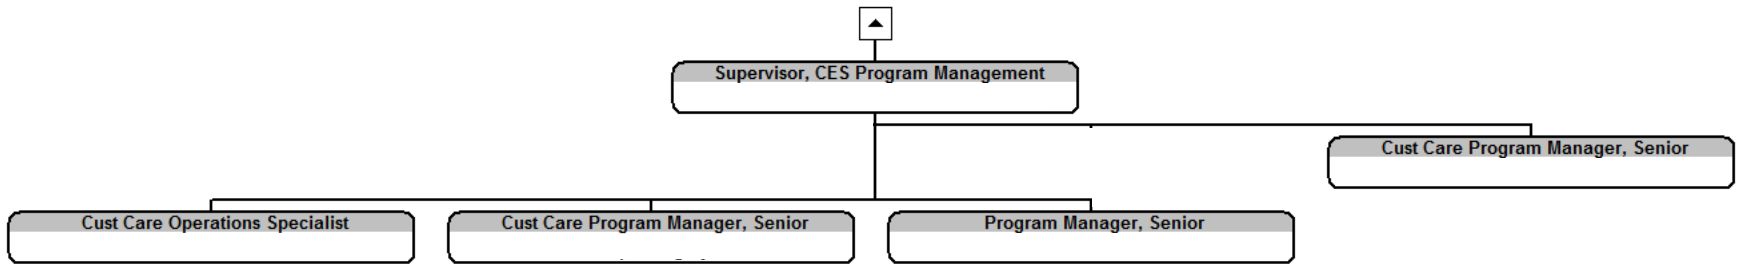 Supervisor, CES Program Management
Cust Care Program Manager, Senior
Cust Care Operations Specialist
Cust Care Program Manager, Senior
Program Manager, Senior